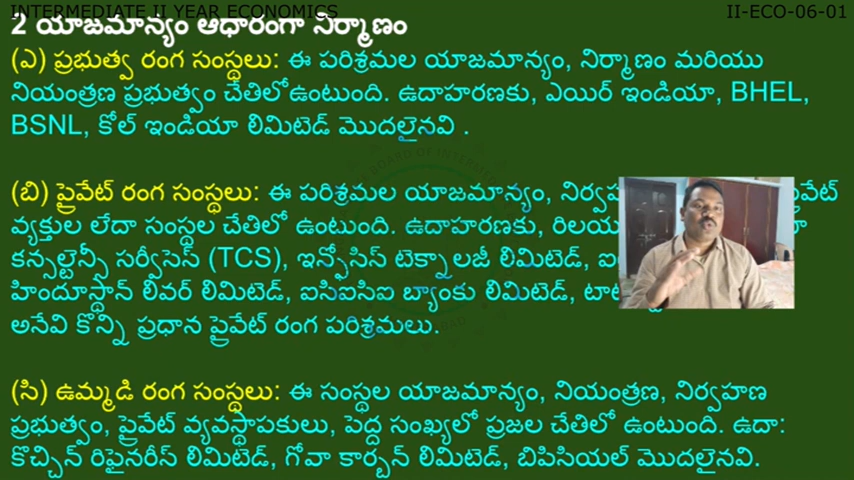 INTERMEDIATE II YEAR ECONOMICS
II-ECO-06-01
2 యాజమాన్యం ఆధారంగా నిర్మాణం
(ఎ) ప్రభుత్వ రంగ సంస్థలు: ఈ పరిశ్రమల యాజమాన్యం, నిర్మాణం మరియు
నియంత్రణ ప్రభుత్వం చేతిలోఉంటుంది. ఉదాహరణకు, ఎయిర్ ఇండియా, BHEL,
BSNL, కోల్ ఇండియా లిమిటెడ్ మొదలైనవి .
(బి) ప్రైవేట్ రంగ సంస్థలు: ఈ పరిశ్రమల యాజమాన్యం,
వ్యక్తుల లేదా సంస్థల చేతిలో ఉంటుంది. ఉదాహరణకు,
కన్సల్టెన్సీ సర్వీసెస్ (TCS), ఇన్ఫోసిస్ టెక్నాలజీ లిమిటెడ్,
హిందూస్థాన్ లీవర్ లిమిటెడ్, ఐసిఐసిఐ బ్యాంకు లిమిటెడ్,
అనేవి కొన్ని ప్రధాన ప్రైవేట్ రంగ పరిశ్రమలు.
(సి) ఉమ్మడి రంగ సంస్థలు: ఈ సంస్థల యాజమాన్యం, నియంత్రణ, నిర్వహణ
ప్రభుత్వం, ప్రైవేట్ వ్యవస్థాపకులు, పెద్ద సంఖ్యలో ప్రజల చేతిలో ఉంటుంది. ఉదా:
కొచ్చిన్ రిఫైనరీస్ లిమిటెడ్, గోవా కార్బన్ లిమిటెడ్, బిపిసియల్ మొదలైనవి.